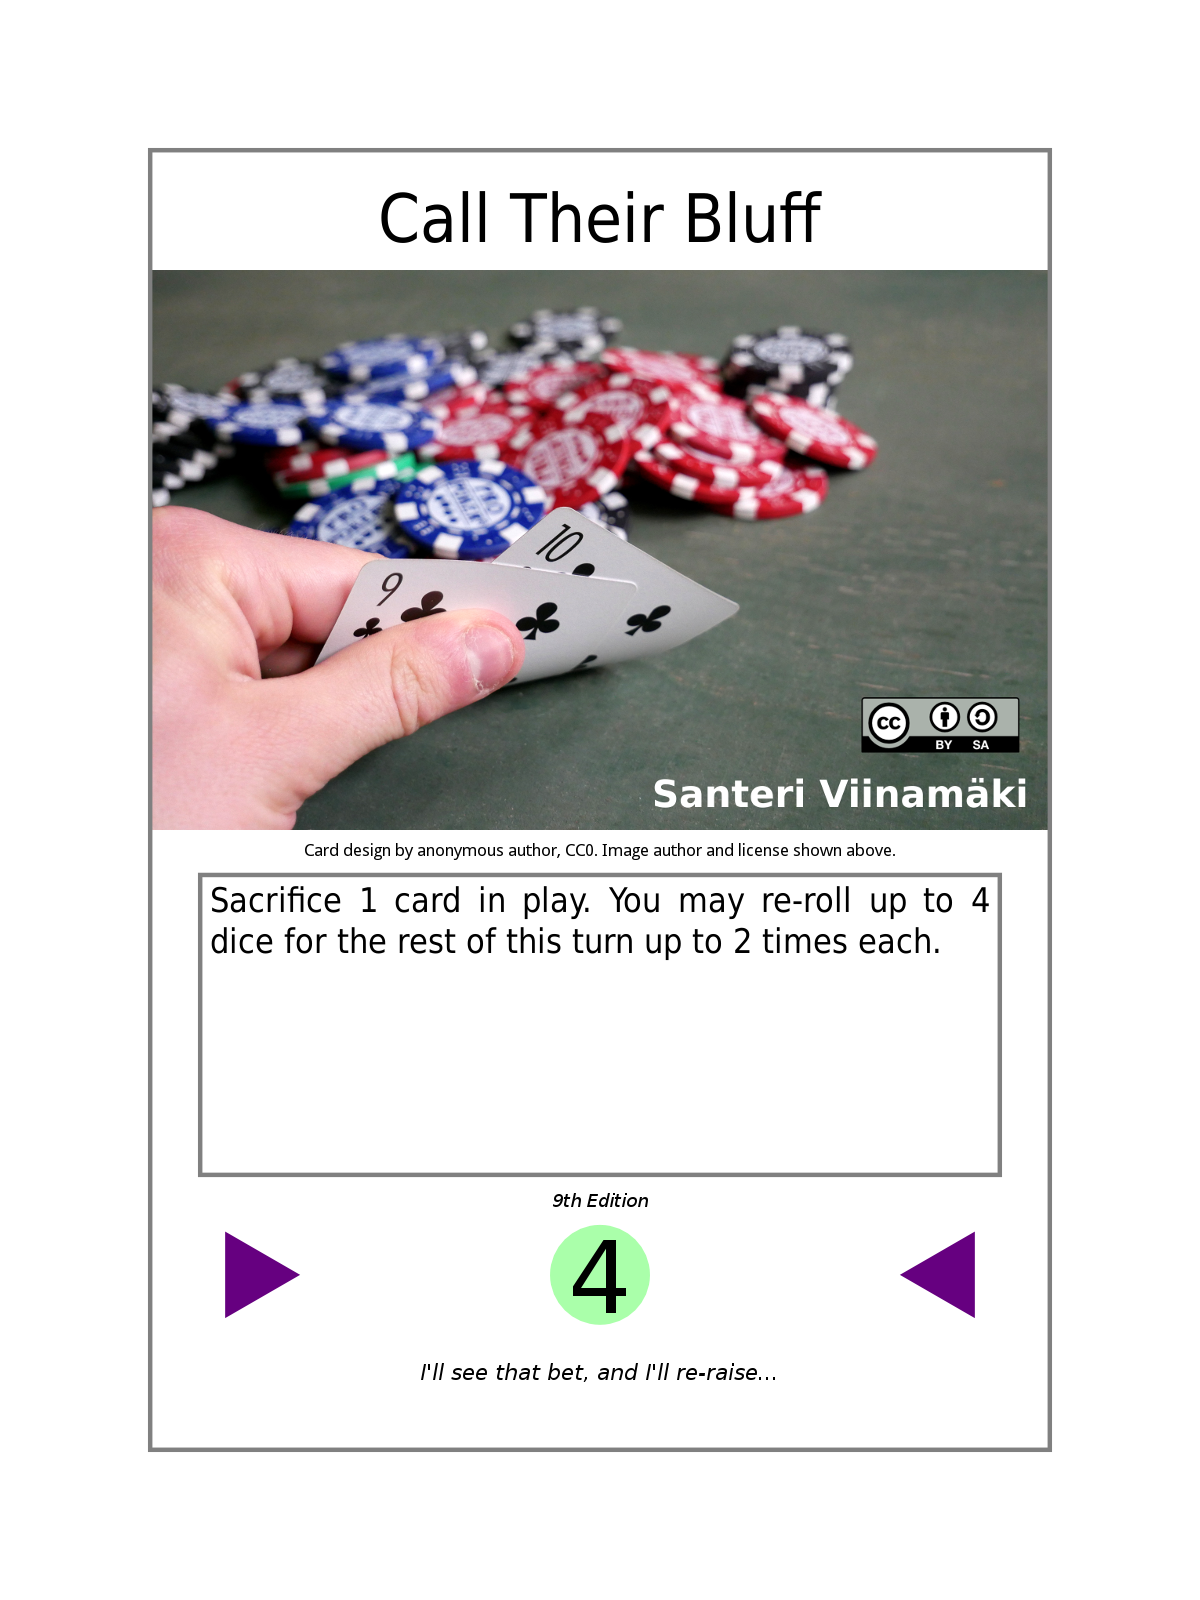 Call Their Bluff
10
9
cc
BY SA
Santeri Viinamäki
Card design by anonymous author, CC0. Image author and license shown above.
Sacrifice 1 card in play. You may re-roll up to 4
dice for the rest of this turn up to 2 times each.
9th Edition
4
I'll see that bet, and I'll re-raise...